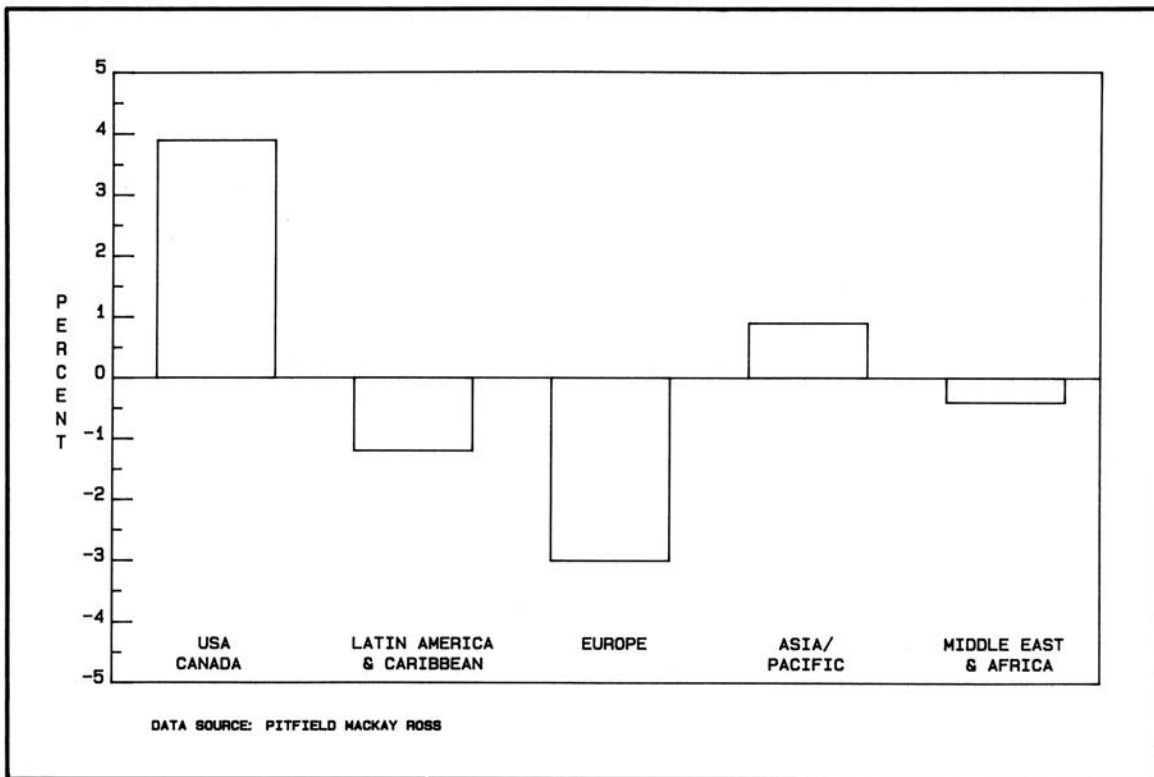 5
4
3
2
1
0
-1
-2
-3
-4
-5
PERCENT
USA
CANADA
LATIN AMERICA
& CARIBBEAN
EUROPE
ASIA/
PACIFIC
MIDDLE EAST
& AFRICA
DATA SOURCE: PITFIELD MACKAY ROSS